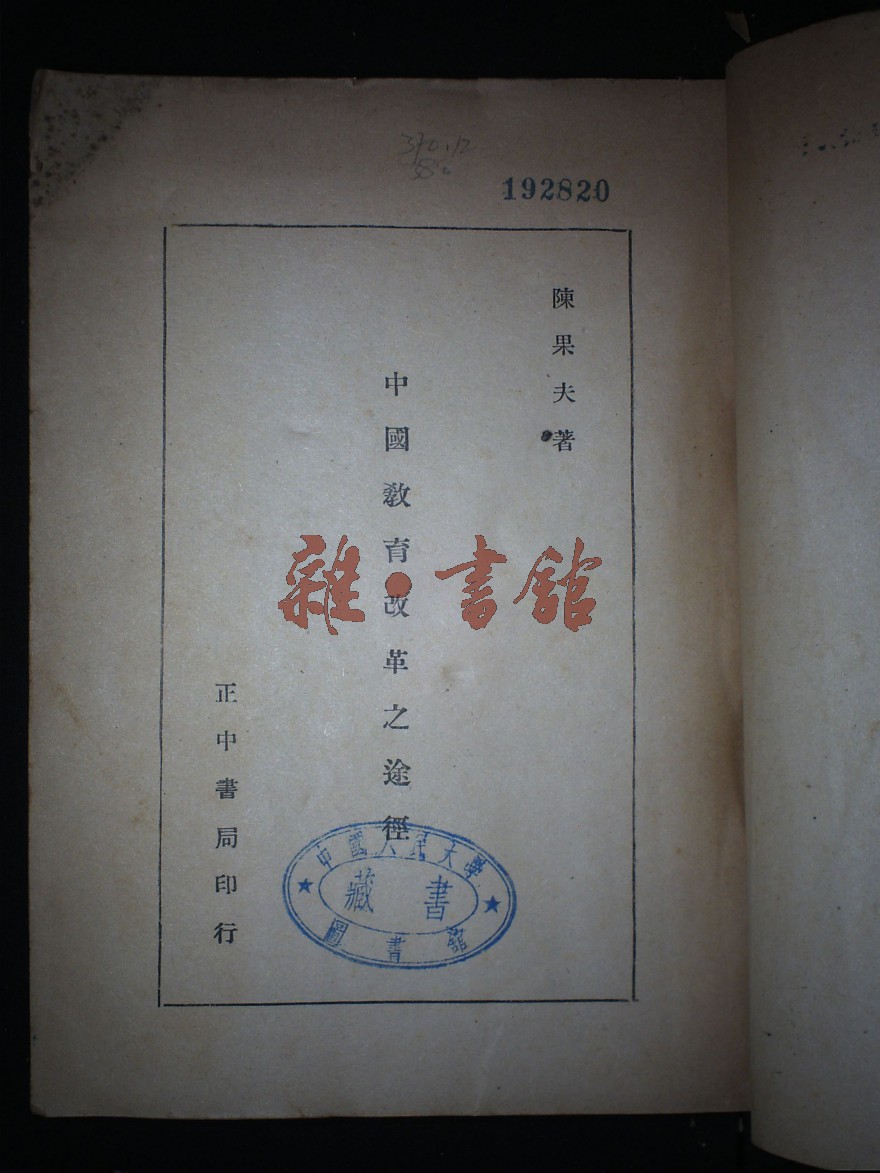 192820
陳果夫著
中國教育改革之途徑
正中書局印行
雜·書館
中國人民大學
藏書
圖書館